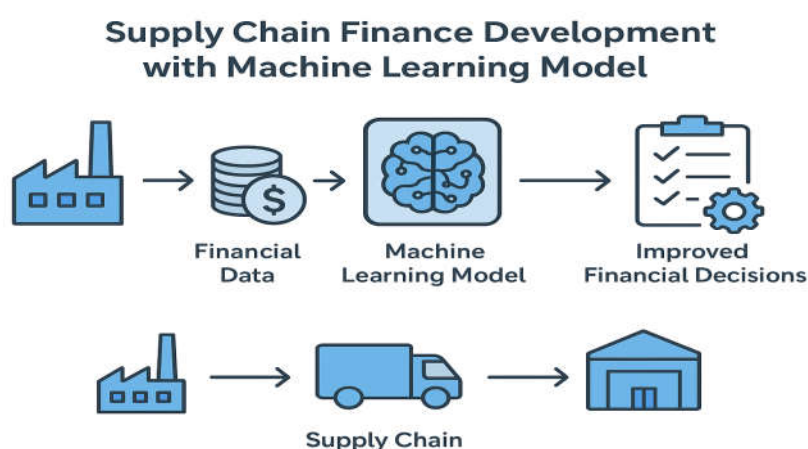 Supply Chain Finance Development
with Machine Learning Model
$
Financial
Data
Machine
Learning Model
Improved
Financial Decisions
Supply Chain